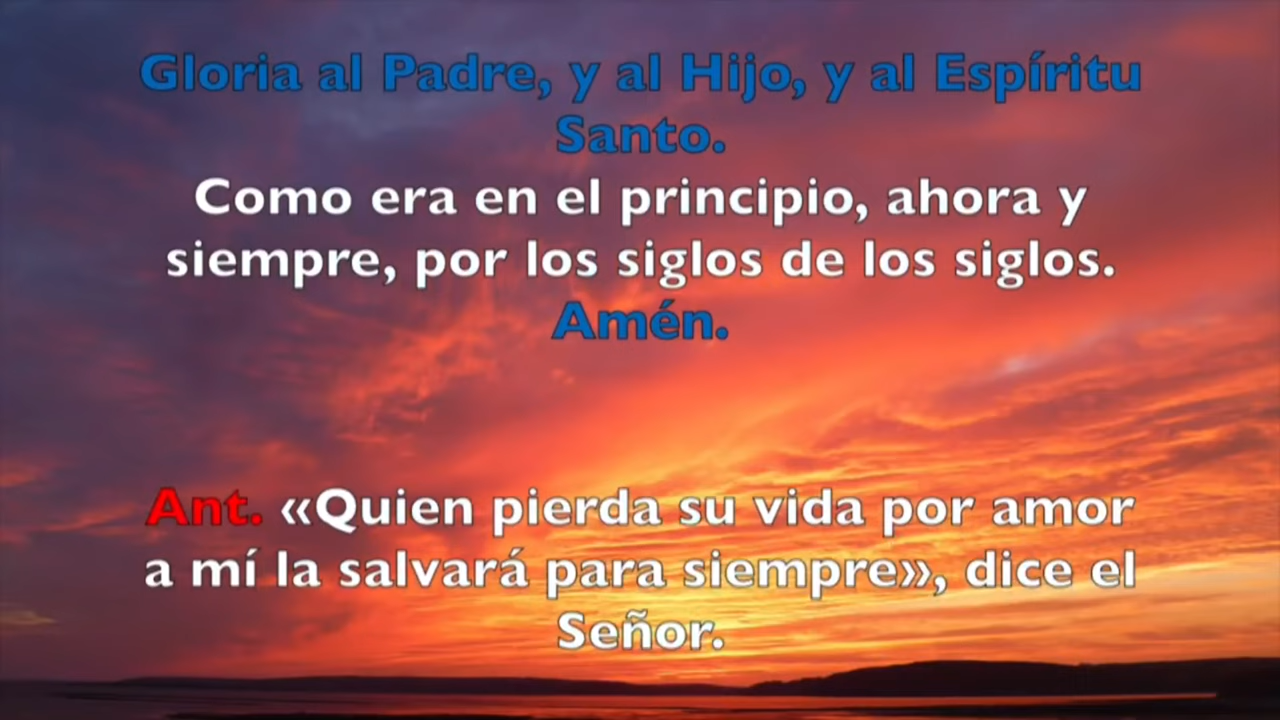 Gloria al Padre, y al Hijo, y al Espíritu
Santo.
Como era en el principio, ahora y
siempre, por los siglos de los siglos.
Amén.
Ant. «Quien pierda su vida por amor
a mí la salvará para siempre», dice el
Señor.